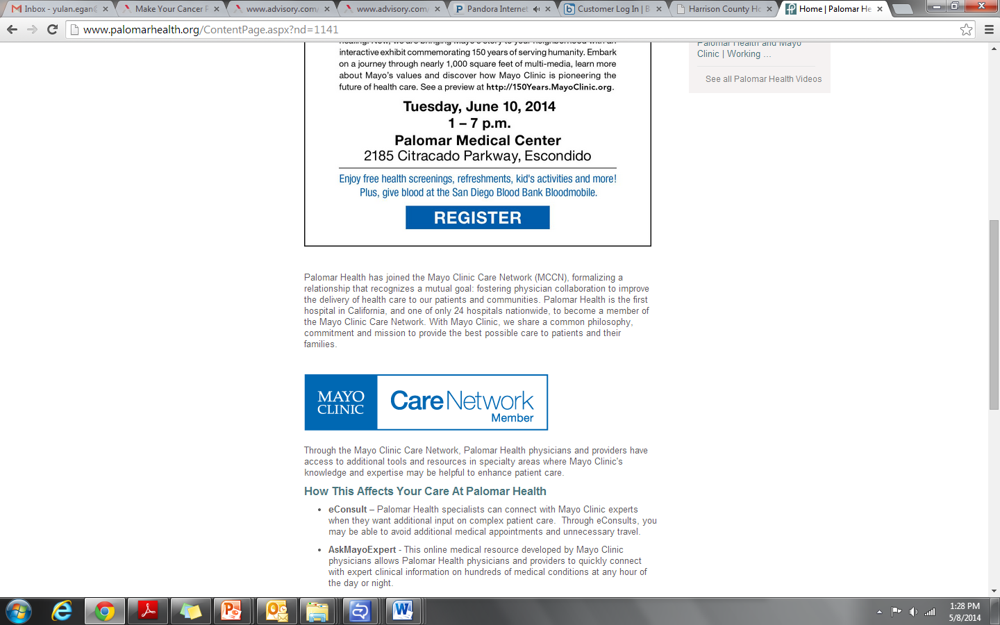 Inbox - yulan.egan@
Make Your Cancer P
www.advisory.com/
www.advisory.com/
Pandora Internet
Customer Log In | B
Harrison County Ho
Home | Palomar He
www.palomarhealth.org/ContentPage.aspx?nd=1141
healing. Now, we are bringing Mayo's story to your neighborhood with an
interactive exhibit commemorating 150 years of serving humanity. Embark
on a journey through nearly 1,000 square feet of multi-media, learn more
about Mayo's values and discover how Mayo Clinic is pioneering the
future of health care. See a preview at http://150Years.MayoClinic.org.
Tuesday, June 10, 2014
1 – 7 p.m.
Palomar Medical Center
2185 Citracado Parkway, Escondido
Enjoy free health screenings, refreshments, kid's activities and more!
Plus, give blood at the San Diego Blood Bank Bloodmobile.
REGISTER
Palomar Health and Mayo
Clinic | Working ...
See all Palomar Health Videos
Palomar Health has joined the Mayo Clinic Care Network (MCCN), formalizing a
relationship that recognizes a mutual goal: fostering physician collaboration to improve
the delivery of health care to our patients and communities. Palomar Health is the first
hospital in California, and one of only 24 hospitals nationwide, to become a member of
the Mayo Clinic Care Network. With Mayo Clinic, we share a common philosophy,
commitment and mission to provide the best possible care to patients and their
families.
MAYO
CLINIC
Care Network
Member
Through the Mayo Clinic Care Network, Palomar Health physicians and providers have
access to additional tools and resources in specialty areas where Mayo Clinic's
knowledge and expertise may be helpful to enhance patient care.
How This Affects Your Care At Palomar Health
• eConsult – Palomar Health specialists can connect with Mayo Clinic experts
when they want additional input on complex patient care. Through eConsults, you
may be able to avoid additional medical appointments and unnecessary travel.
• AskMayoExpert - This online medical resource developed by Mayo Clinic
physicians allows Palomar Health physicians and providers to quickly connect
with expert clinical information on hundreds of medical conditions at any hour of
the day or night.
1:28 PM
5/8/2014